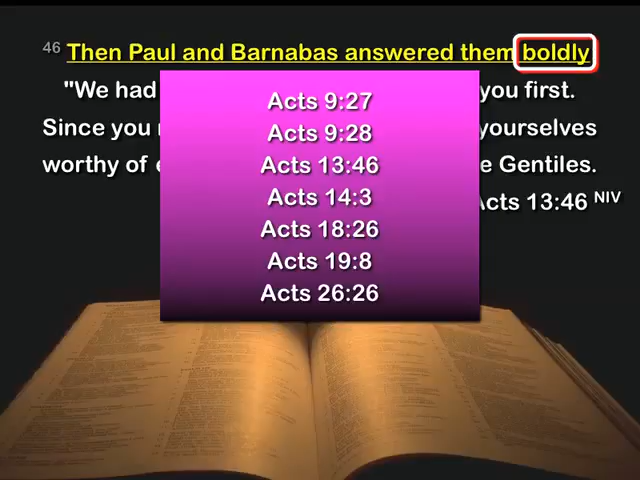 46 Then Paul and Barnabas answered them boldly
"We had you first.
Since you yourselves
worthy of Gentiles.
Acts 13:46 NIV
Acts 9:27
Acts 9:28
Acts 13:46
Acts 14:3
Acts 18:26
Acts 19:8
Acts 26:26